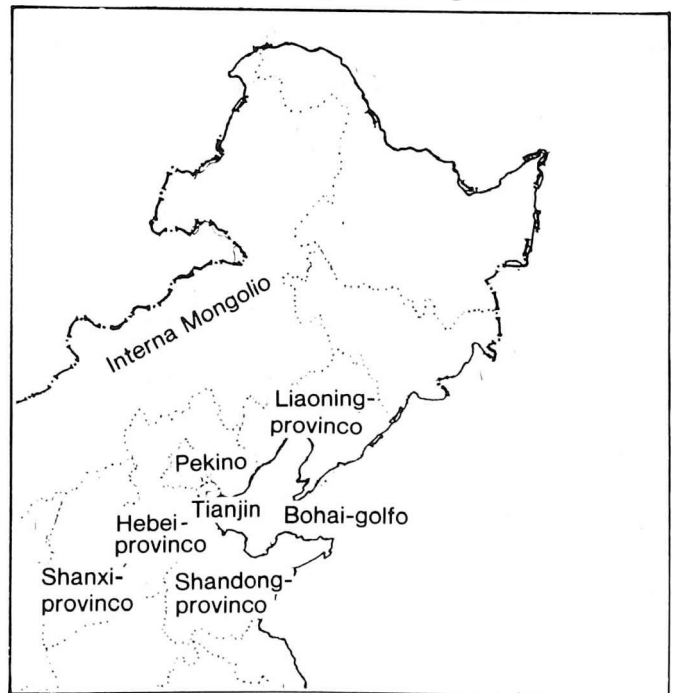 Interna Mongolio
Liaoning-
provinco
Pekino
Tianjin
Bohai-golfo
Hebei-
provinco
Shanxi-
provinco
Shandong-
provinco